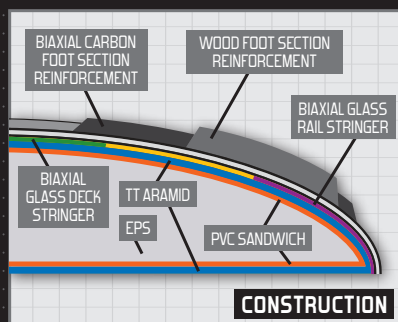 BIAXIAL CARBON
FOOT SECTION
REINFORCEMENT
WOOD FOOT SECTION
REINFORCEMENT
BIAXIAL GLASS
RAIL STRINGER
BIAXIAL
GLASS DECK
STRINGER
TT ARAMID
EPS
PVC SANDWICH
CONSTRUCTION